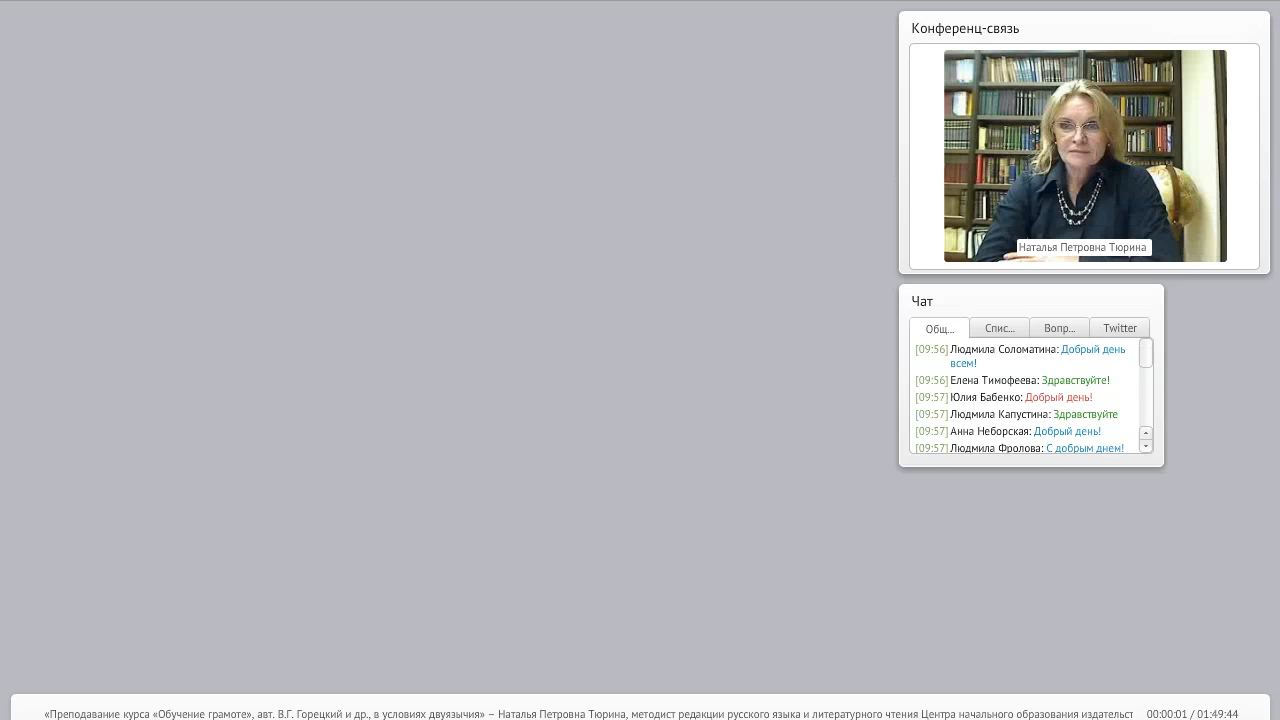 Конференц-связь
Наталья Петровна Тюрина
Чат
Общ... Спис... Вопр... Twitter
[09:56] Людмила Соломатина: Добрый день
всем!
[09:56] Елена Тимофеева: Здравствуйте!
[09:57] Юлия Бабенко: Добрый день!
[09:57] Людмила Капустина: Здравствуйте
[09:57] Анна Неборская: Добрый день!
[09:57] Людмила Фролова: С добрым днем!
«Преподавание курса «Обучение грамоте», авт. В.Г. Горецкий и др., в условиях двуязычия» – Наталья Петровна Тюрина, методист редакции русского языка и литературного чтения Центра начального образования издательст 00:00:01 / 01:49:44